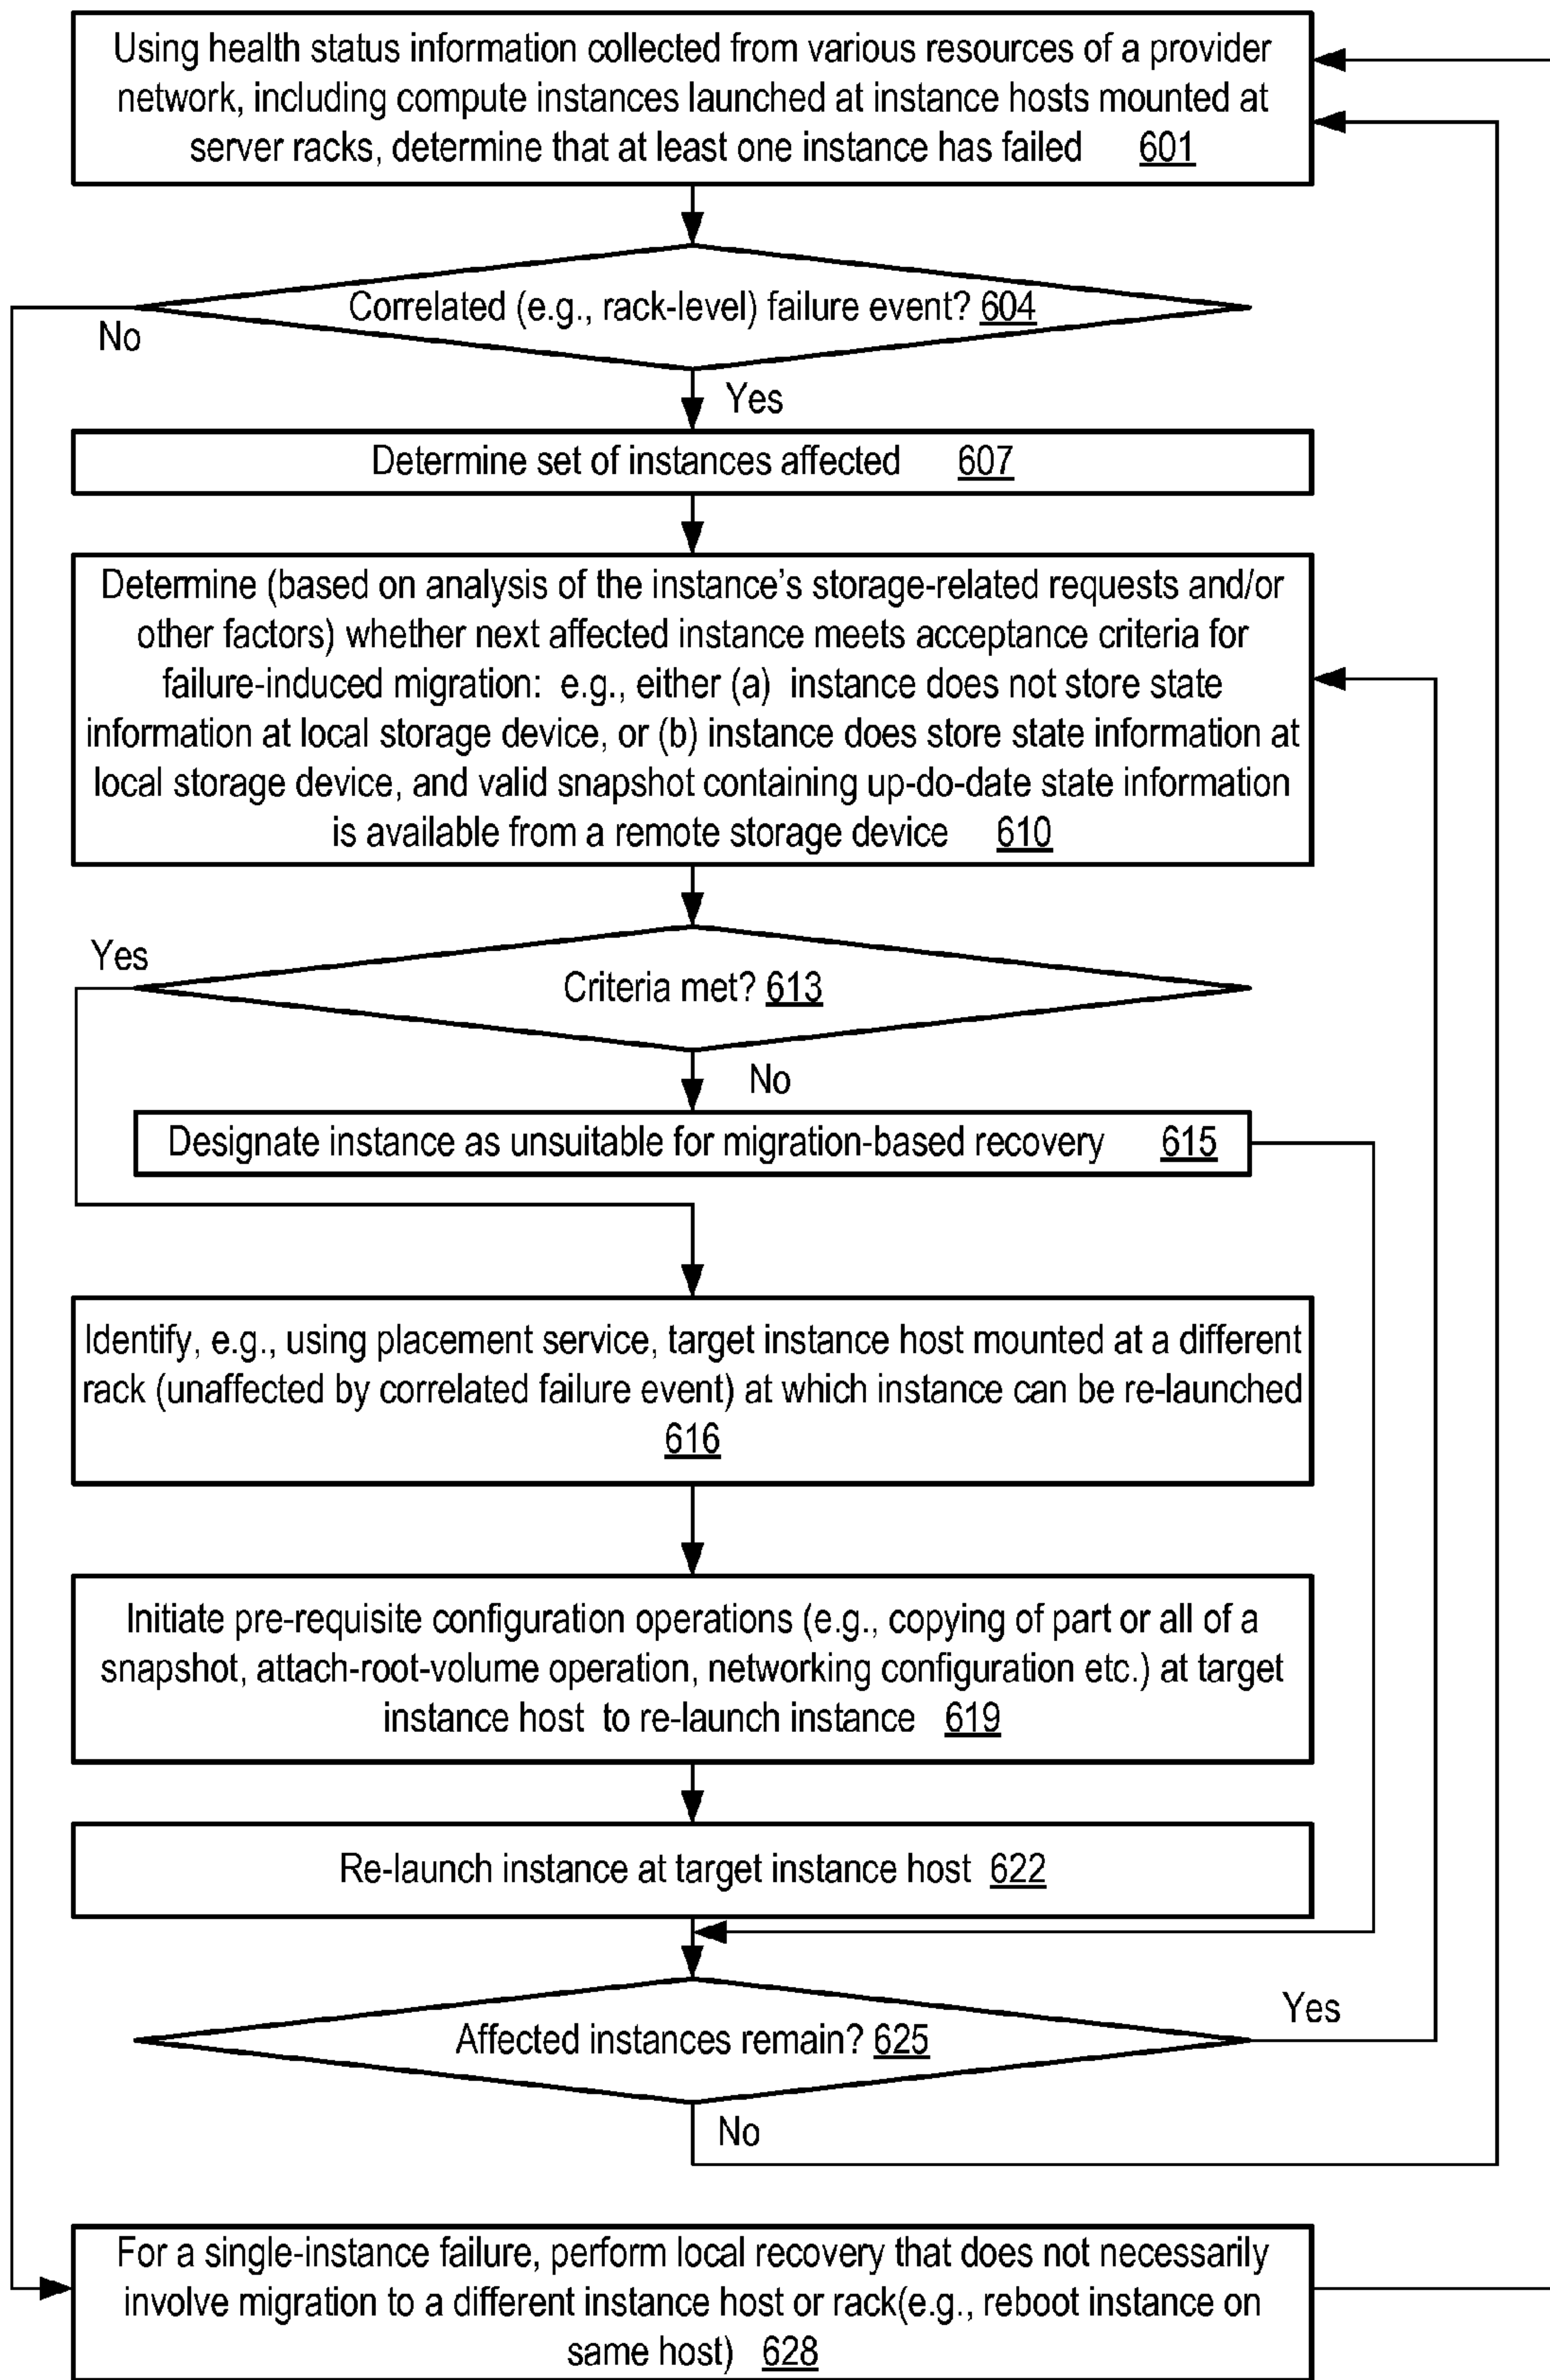 Using health status information collected from various resources of a provider
network, including compute instances launched at instance hosts mounted at
server racks, determine that at least one instance has failed 601
Correlated (e.g., rack-level) failure event? 604
No
Yes
Determine set of instances affected 607
Determine (based on analysis of the instance's storage-related requests and/or
other factors) whether next affected instance meets acceptance criteria for
failure-induced migration: e.g., either (a) instance does not store state
information at local storage device, or (b) instance does store state information at
local storage device, and valid snapshot containing up-do-date state information
is available from a remote storage device 610
Yes
Criteria met? 613
No
Designate instance as unsuitable for migration-based recovery 615
Identify, e.g., using placement service, target instance host mounted at a different
rack (unaffected by correlated failure event) at which instance can be re-launched
616
Initiate pre-requisite configuration operations (e.g., copying of part or all of a
snapshot, attach-root-volume operation, networking configuration etc.) at target
instance host to re-launch instance 619
Re-launch instance at target instance host 622
Affected instances remain? 625
Yes
No
For a single-instance failure, perform local recovery that does not necessarily
involve migration to a different instance host or rack(e.g., reboot instance on
same host) 628